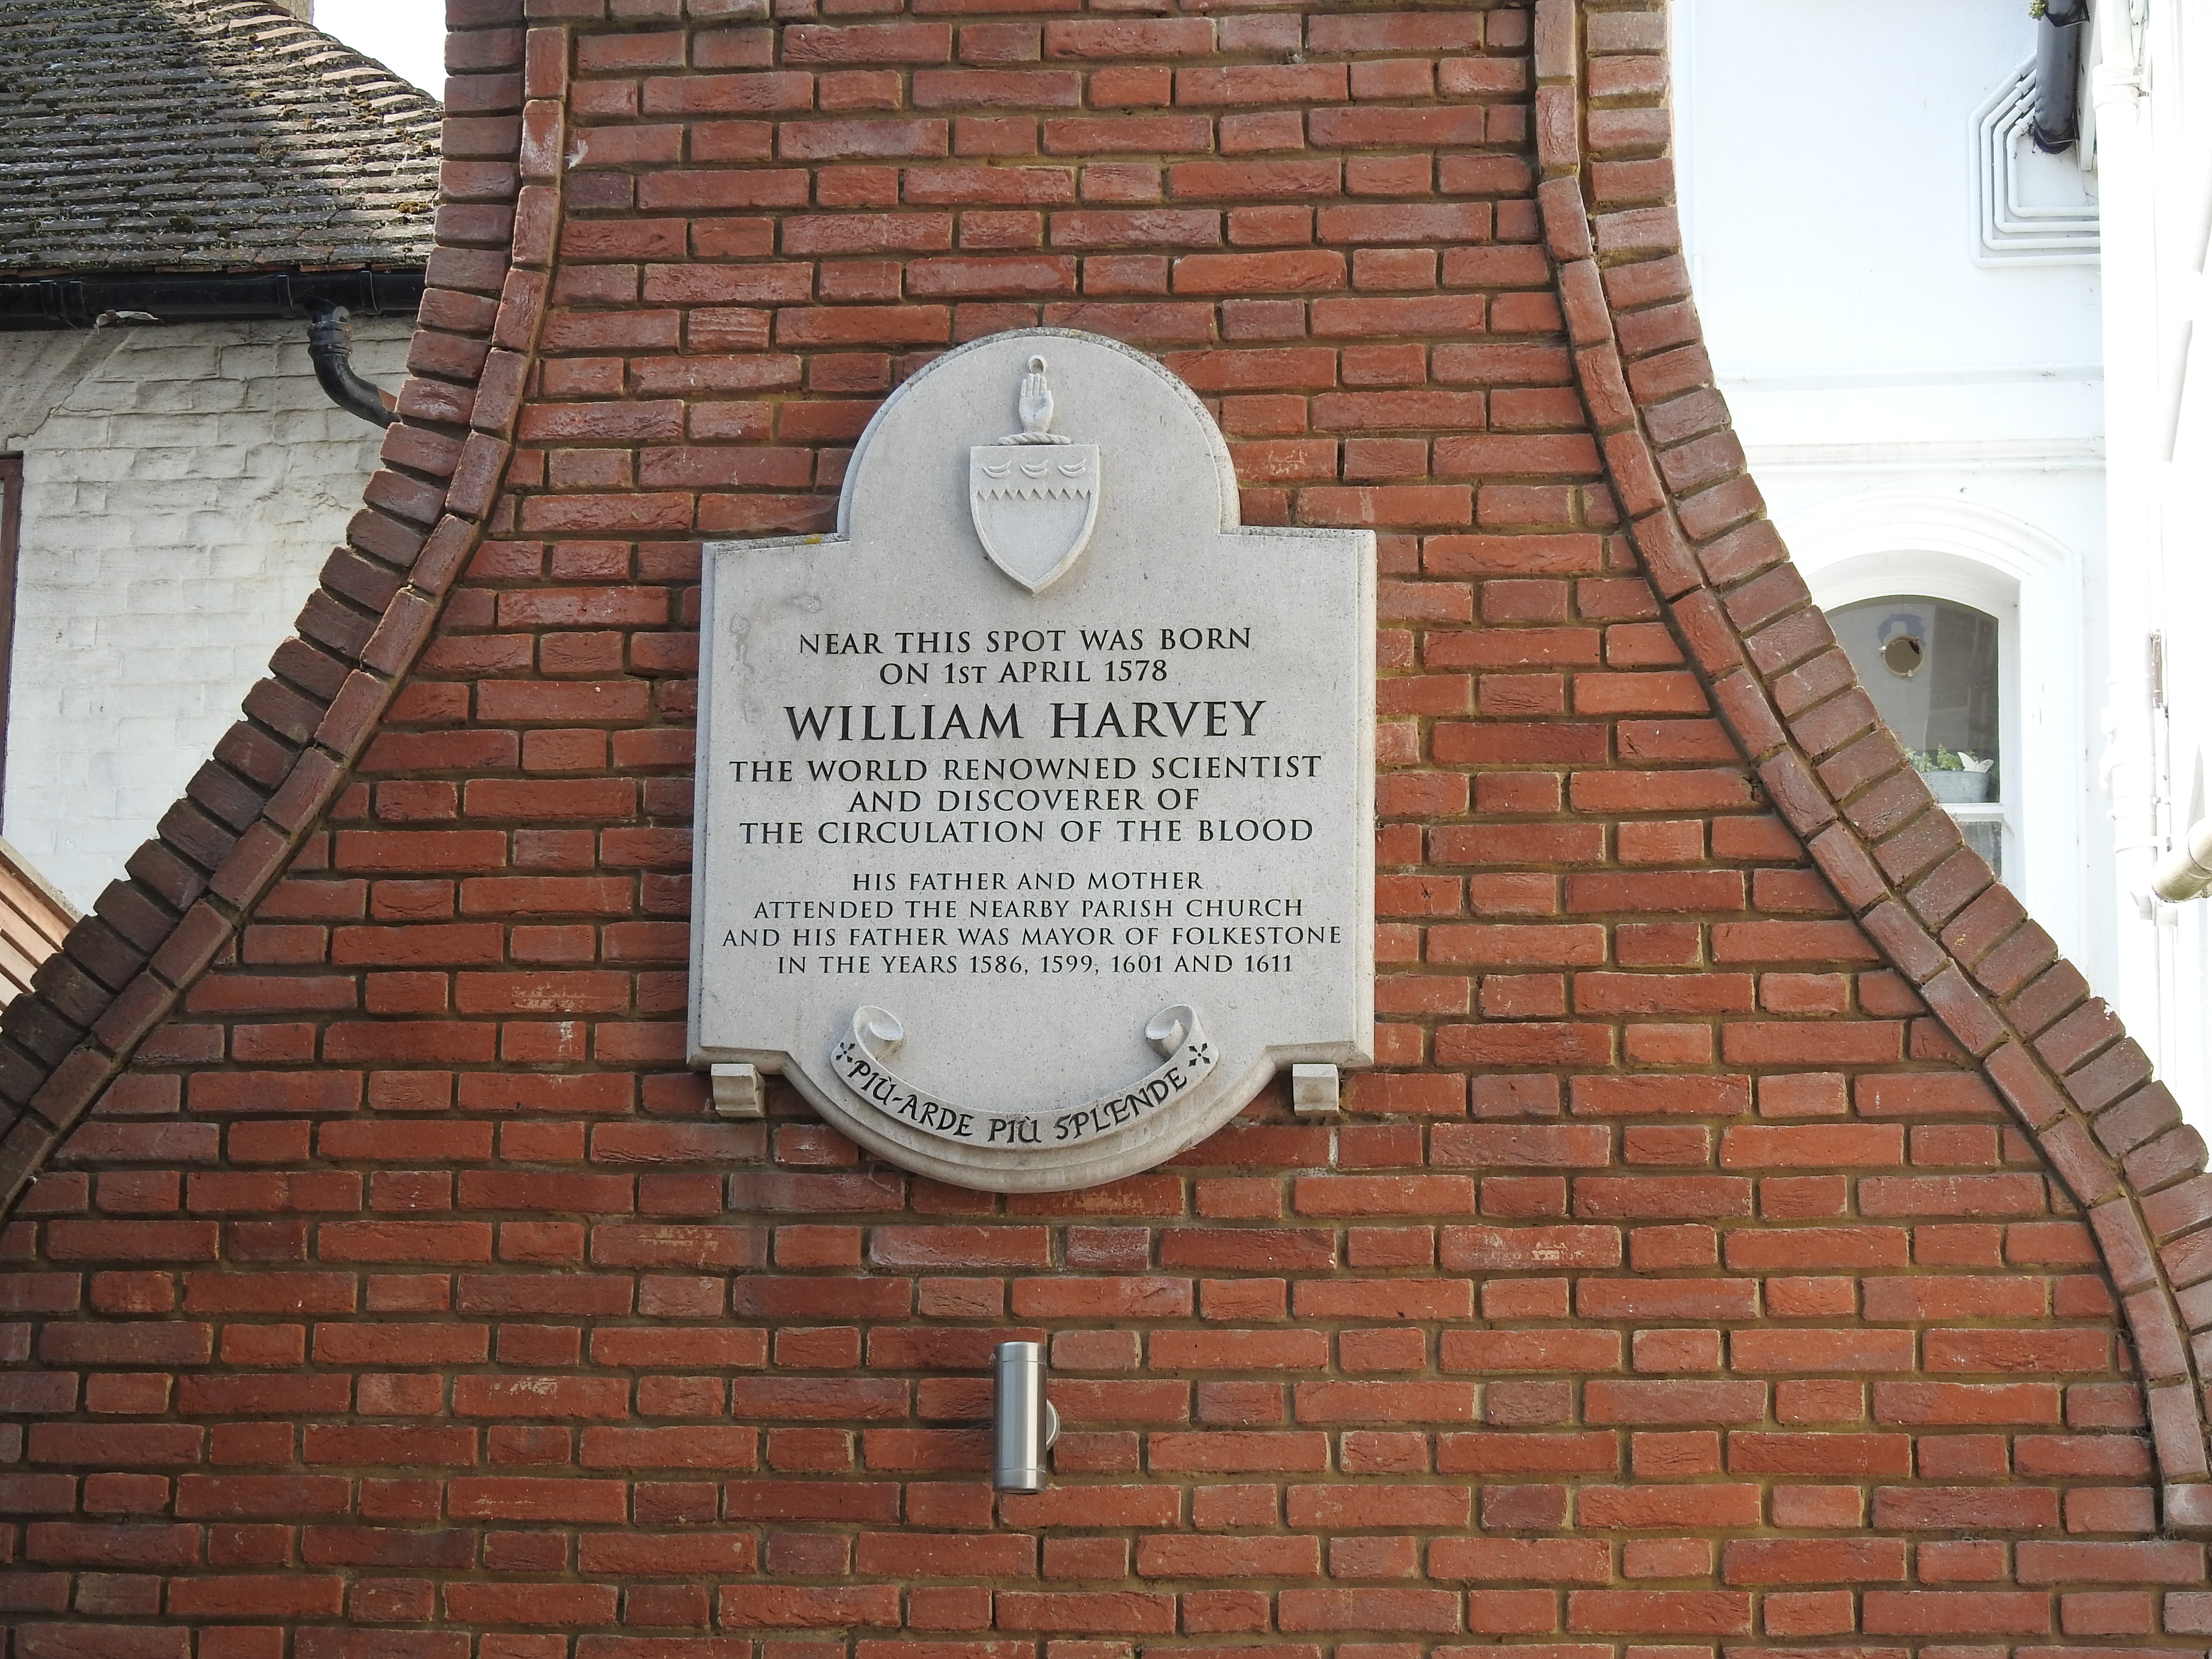 NEAR THIS SPOT WAS BORN
ON 1ST APRIL 1578
WILLIAM HARVEY
THE WORLD RENOWNED SCIENTIST
AND DISCOVERER OF
THE CIRCULATION OF THE BLOOD
HIS FATHER AND MOTHER
ATTENDED THE NEARBY PARISH CHURCH
AND HIS FATHER WAS MAYOR OF FOLKESTONE
IN THE YEARS 1586, 1599, 1601 AND 1611
PIÙ-ARDE PIÙ SPLENDE